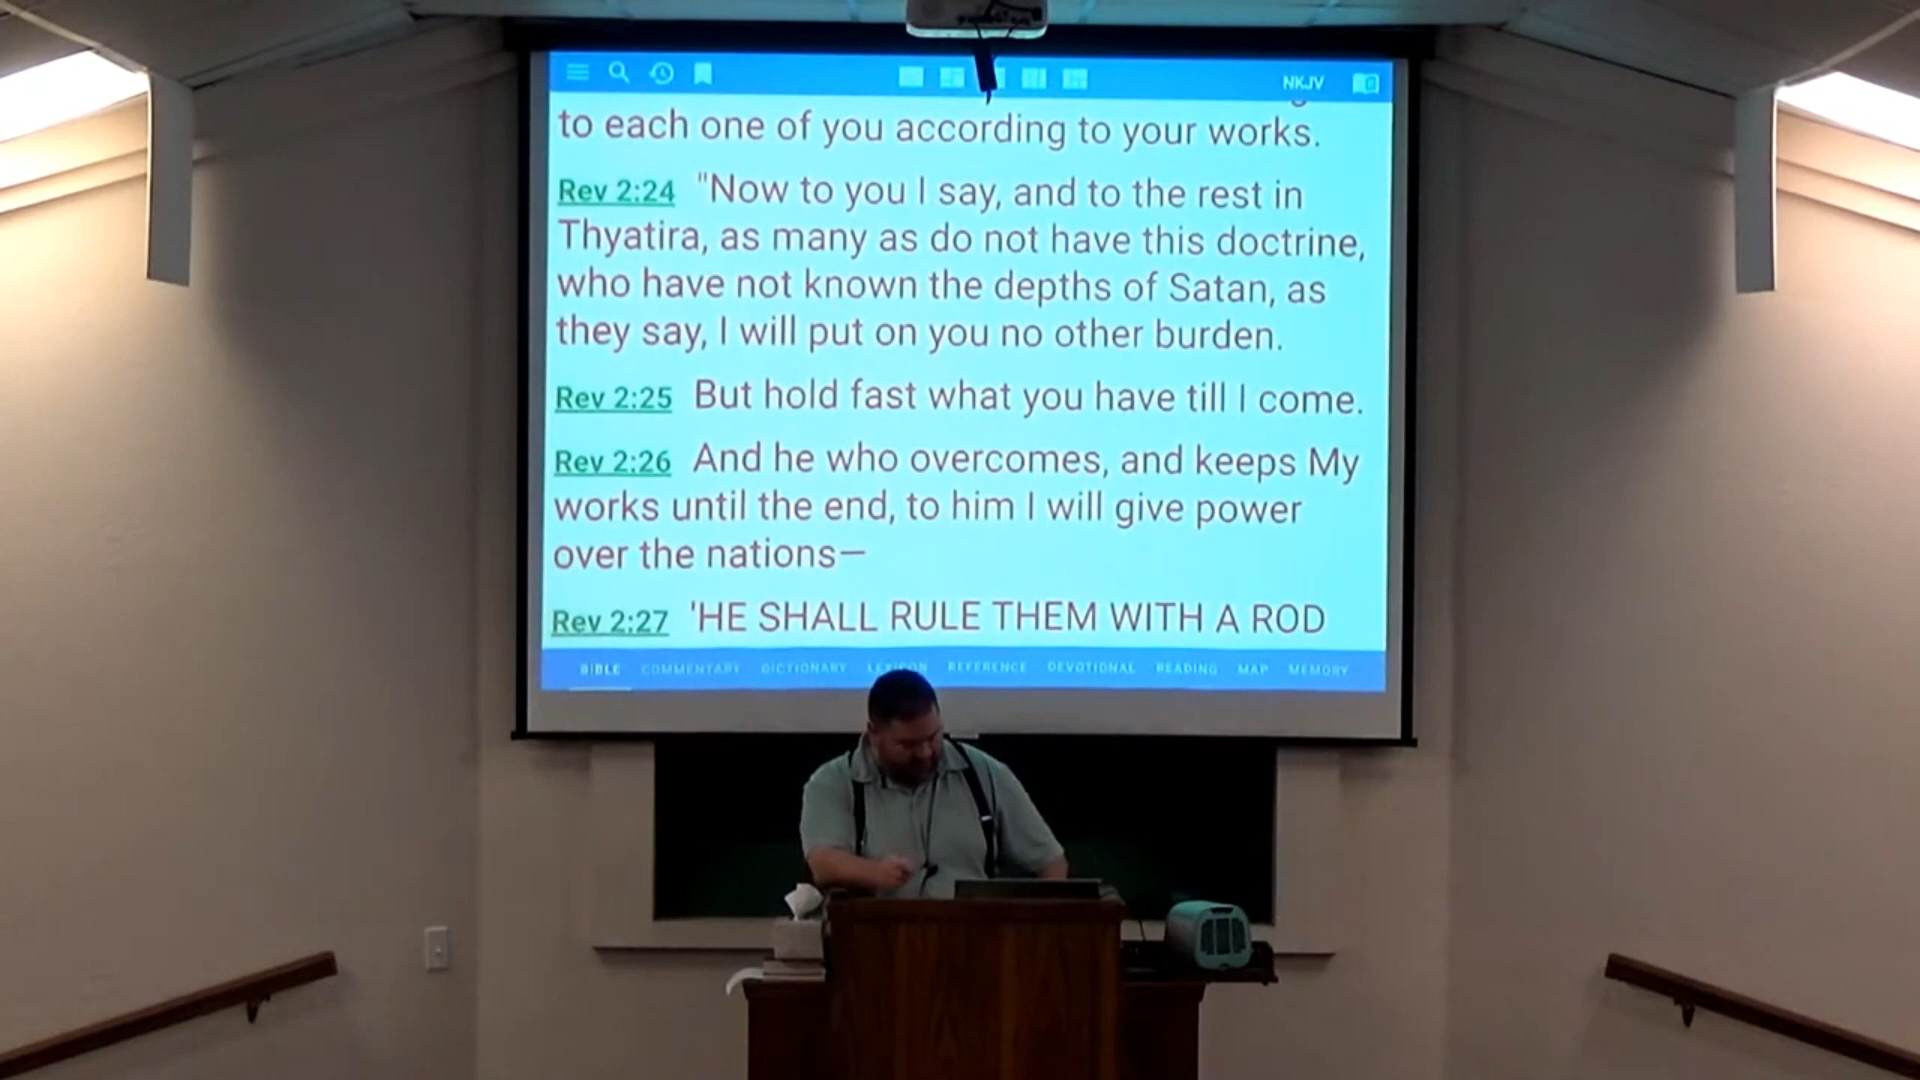 NKJV
to each one of you according to your works.
Rev 2:24 "Now to you I say, and to the rest in
Thyatira, as many as do not have this doctrine,
who have not known the depths of Satan, as
they say, I will put on you no other burden.
Rev 2:25 But hold fast what you have till I come.
Rev 2:26 And he who overcomes, and keeps My
works until the end, to him I will give power
over the nations—
Rev 2:27 'HE SHALL RULE THEM WITH A ROD
BIBLE COMMENTARY DICTIONARY LEXICON REFERENCE DEVOTIONAL READING MAP MEMORY